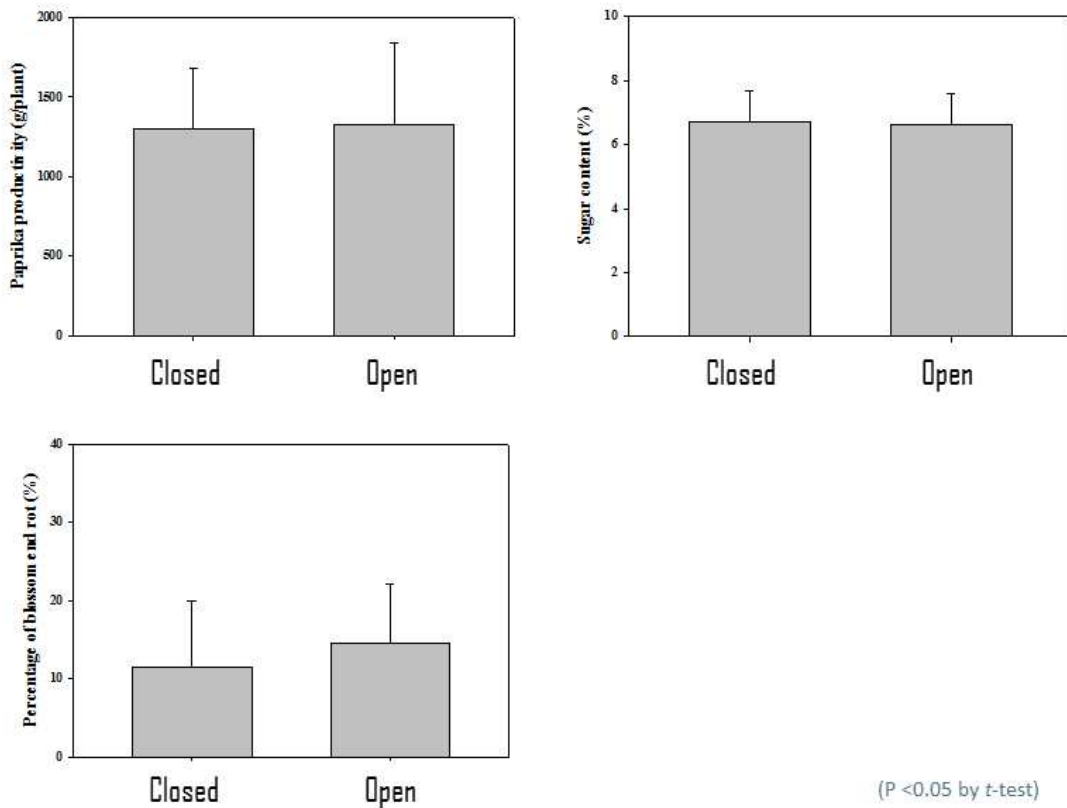 Paprika productivity (g/plant)
2000
1500
1000
500
0
Closed Open
Sugar content (%)
10
8
6
4
2
0
Closed Open
Percentage of blossom end rot (%)
40
30
20
10
0
Closed Open
(P <0.05 by t-test)